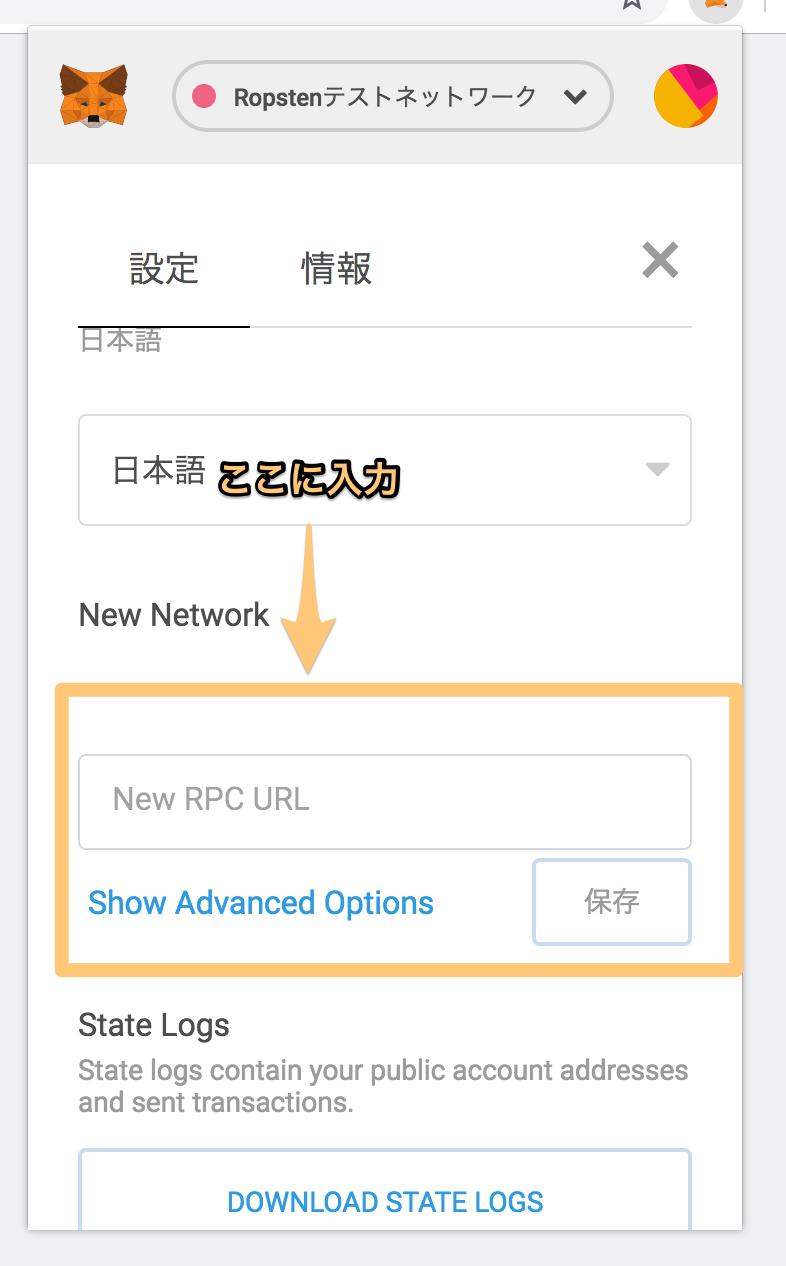 Ropstenテストネットワーク
設定 情報
日本語
日本語
ここに入力
New Network
New RPC URL
Show Advanced Options
保存
State Logs
State logs contain your public account addresses
and sent transactions.
DOWNLOAD STATE LOGS